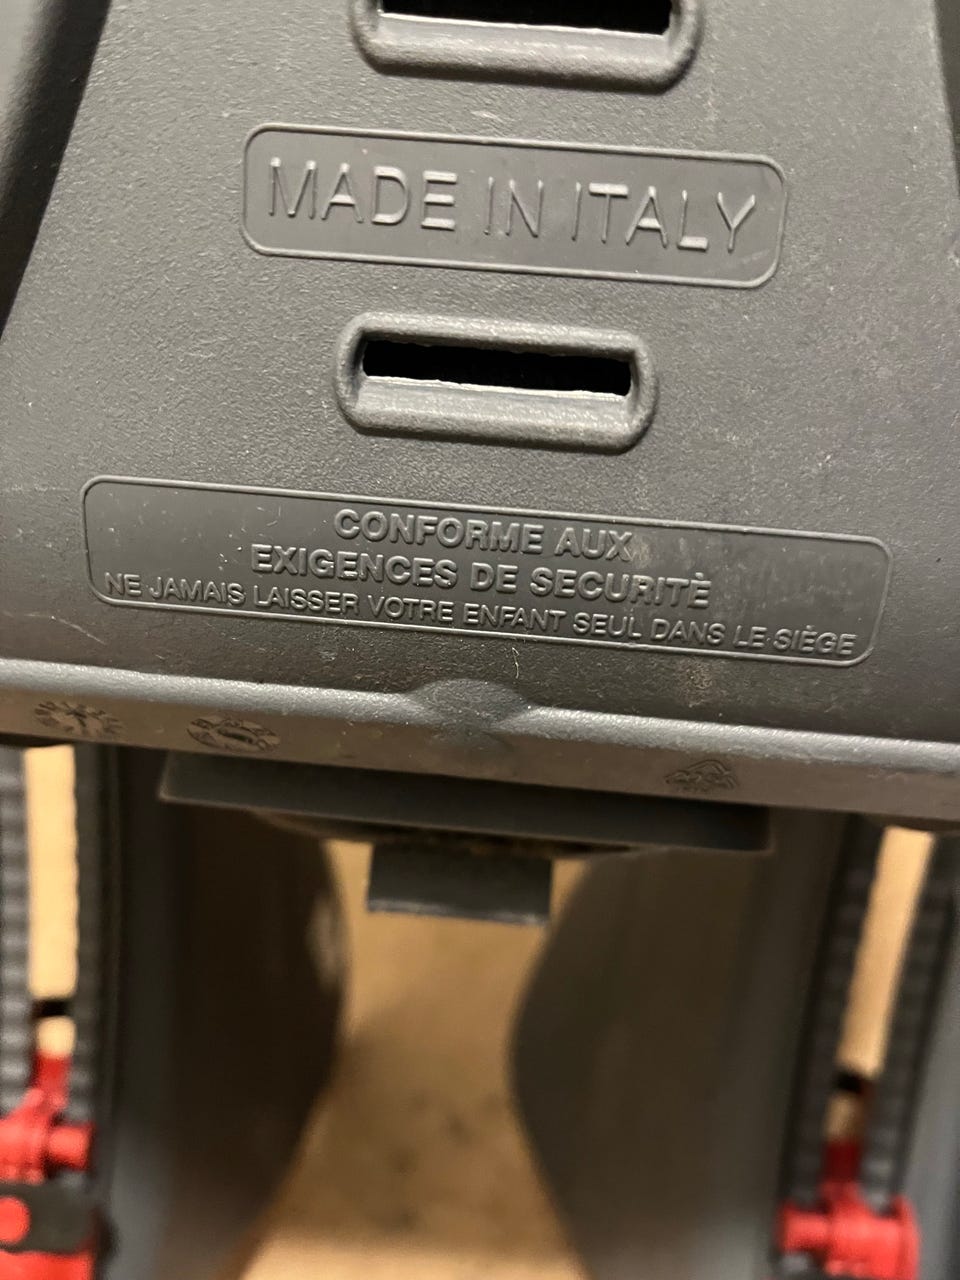 MADE IN ITALY
CONFORME AUX
EXIGENCES DE SECURITÈ
NE JAMAIS LAISSER VOTRE ENFANT SEUL DANS LE SIÈGE